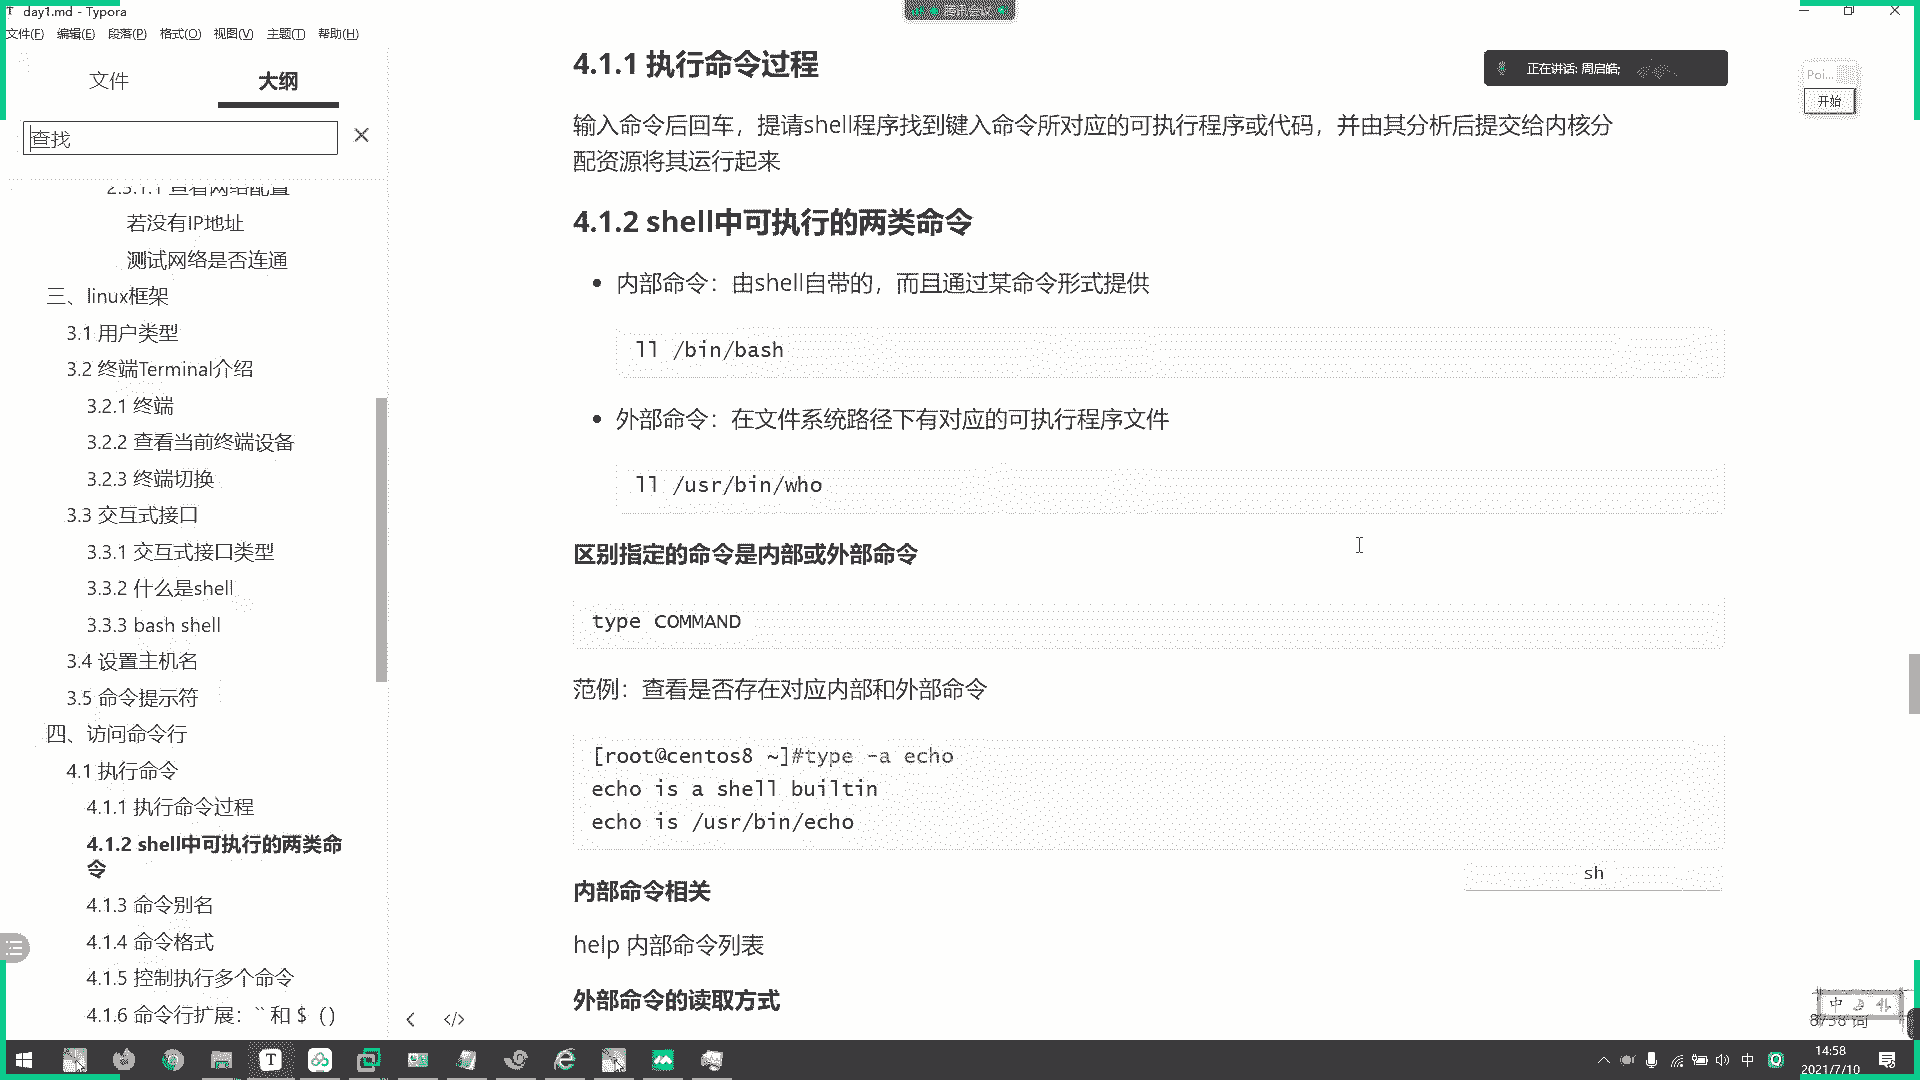 day1.md - Typora
腾讯会议
文件(F) 编辑(E) 段落(P) 格式(O) 视图(V) 主题(T) 帮助(H)
文件 大纲
查找
2.3.1.1 查看网络配置
若没有IP地址
测试网络是否连通
三、linux框架
3.1 用户类型
3.2 终端Terminal介绍
3.2.1 终端
3.2.2 查看当前终端设备
3.2.3 终端切换
3.3 交互式接口
3.3.1 交互式接口类型
3.3.2 什么是shell
3.3.3 bash shell
3.4 设置主机名
3.5 命令提示符
四、访问命令行
4.1 执行命令
4.1.1 执行命令过程
4.1.2 shell中可执行的两类命
令
4.1.3 命令别名
4.1.4 命令格式
4.1.5 控制执行多个命令
4.1.6 命令行扩展：`` 和 $（）
4.1.1 执行命令过程
输入命令后回车，提请shell程序找到键入命令所对应的可执行程序或代码，并由其分析后提交给内核分
配资源将其运行起来
4.1.2 shell中可执行的两类命令
• 内部命令：由shell自带的，而且通过某命令形式提供
ll /bin/bash
• 外部命令：在文件系统路径下有对应的可执行程序文件
ll /usr/bin/who
区别指定的命令是内部或外部命令
type COMMAND
范例：查看是否存在对应内部和外部命令
[root@centos8 ~]#type -a echo
echo is a shell builtin
echo is /usr/bin/echo
sh
内部命令相关
help 内部命令列表
外部命令的读取方式
正在讲话: 周启皓;
Poi...
开始
中
中
14:58
2021/7/10